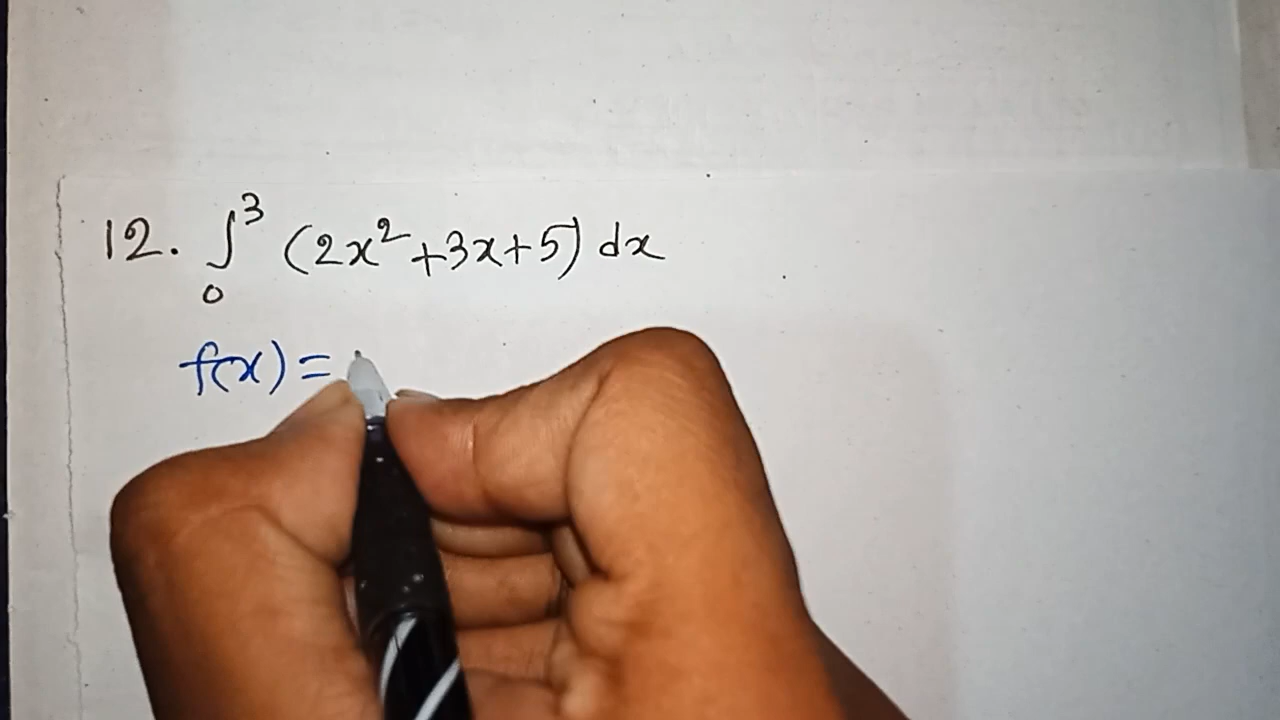 12. ∫₀³ (2x² + 3x + 5) dx
f(x) =